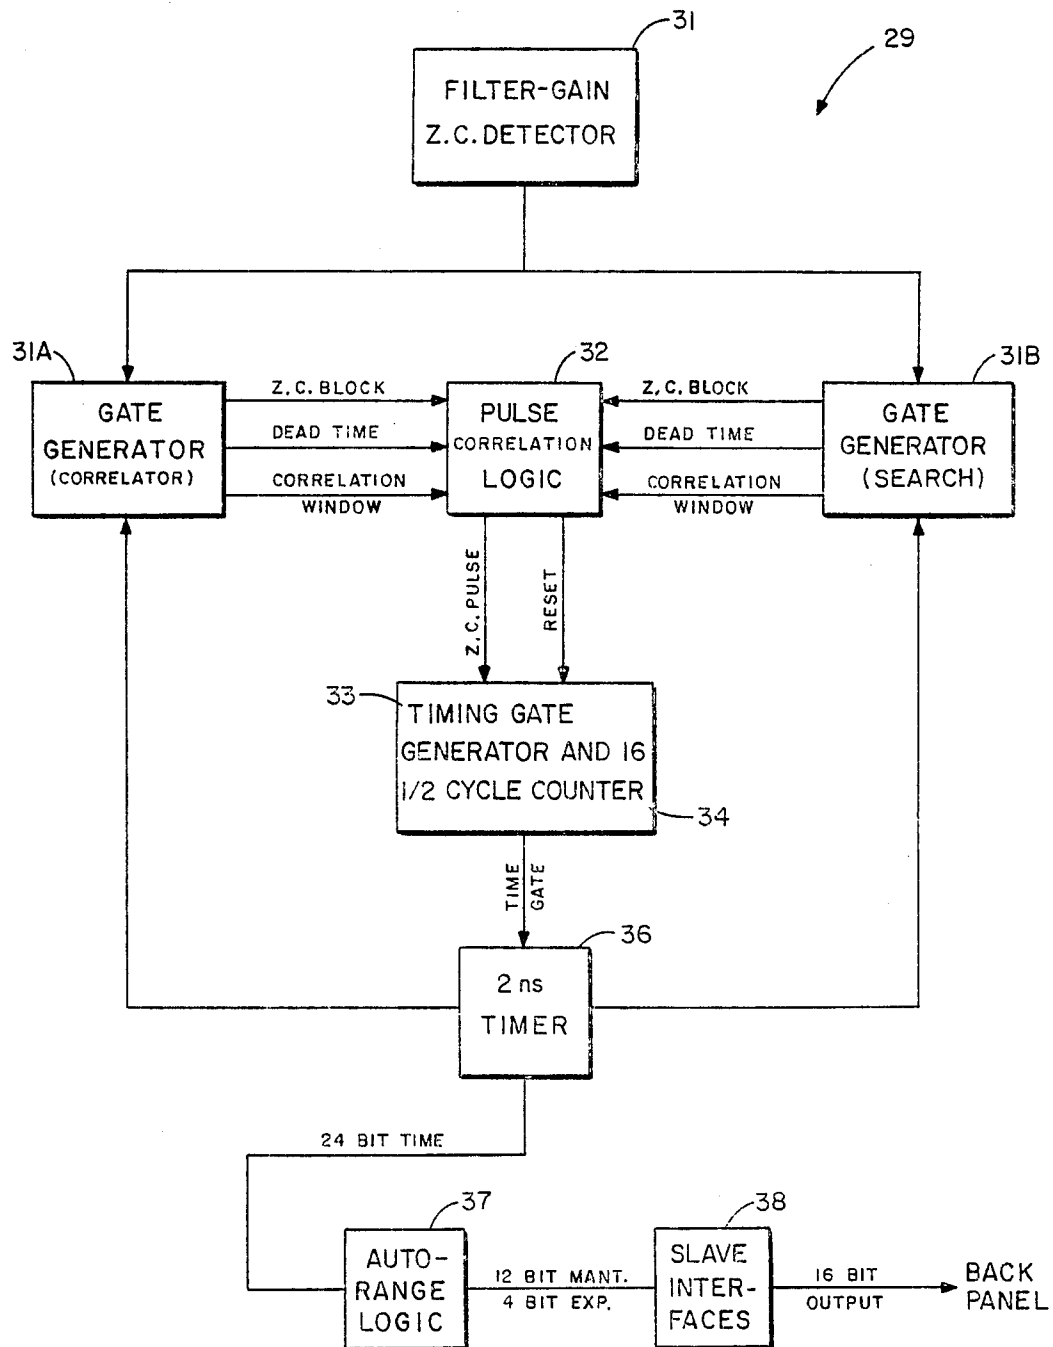 31
29
FILTER-GAIN
Z.C. DETECTOR
31A
32
31B
GATE
GENERATOR
(CORRELATOR)
Z.C. BLOCK
DEAD TIME
CORRELATION
WINDOW
PULSE
CORRELATION
LOGIC
Z.C. BLOCK
DEAD TIME
CORRELATION
WINDOW
GATE
GENERATOR
(SEARCH)
Z.C. PULSE
RESET
33
TIMING GATE
GENERATOR AND 16
1/2 CYCLE COUNTER
34
TIME
GATE
36
2 ns
TIMER
24 BIT TIME
37
38
AUTO-
RANGE
LOGIC
12 BIT MANT.
4 BIT EXP.
SLAVE
INTER-
FACES
16 BIT
OUTPUT
BACK
PANEL